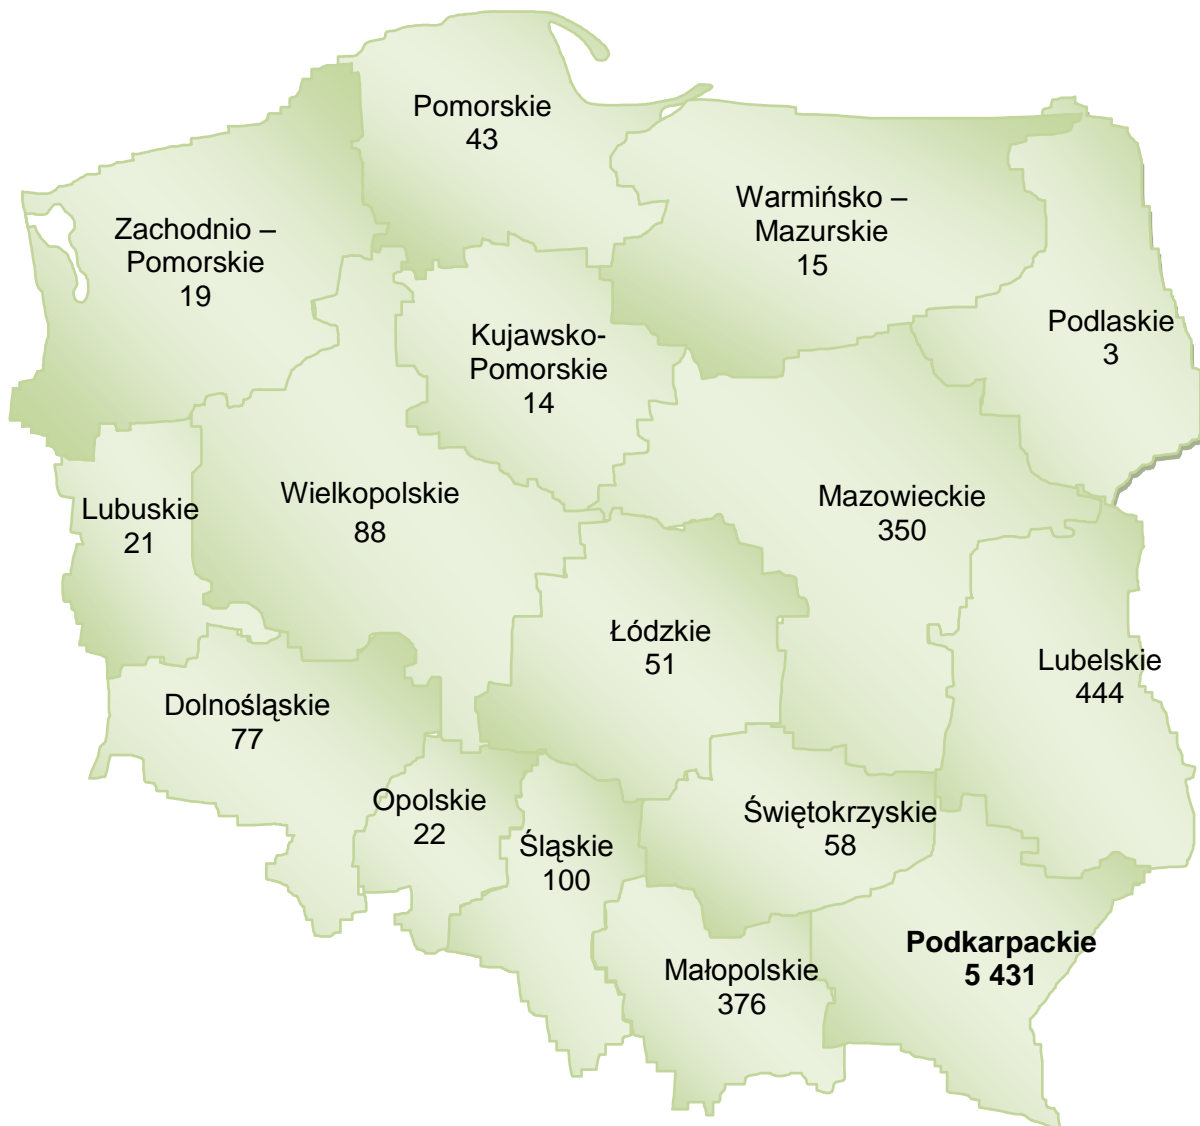 Pomorskie
43
Warmińsko –
Mazurskie
15
Zachodnio –
Pomorskie
19
Podlaskie
3
Kujawsko-
Pomorskie
14
Wielkopolskie
88
Mazowieckie
350
Lubuskie
21
Łódzkie
51
Lubelskie
444
Dolnośląskie
77
Opolskie
22
Śląskie
100
Świętokrzyskie
58
Podkarpackie
5 431
Małopolskie
376